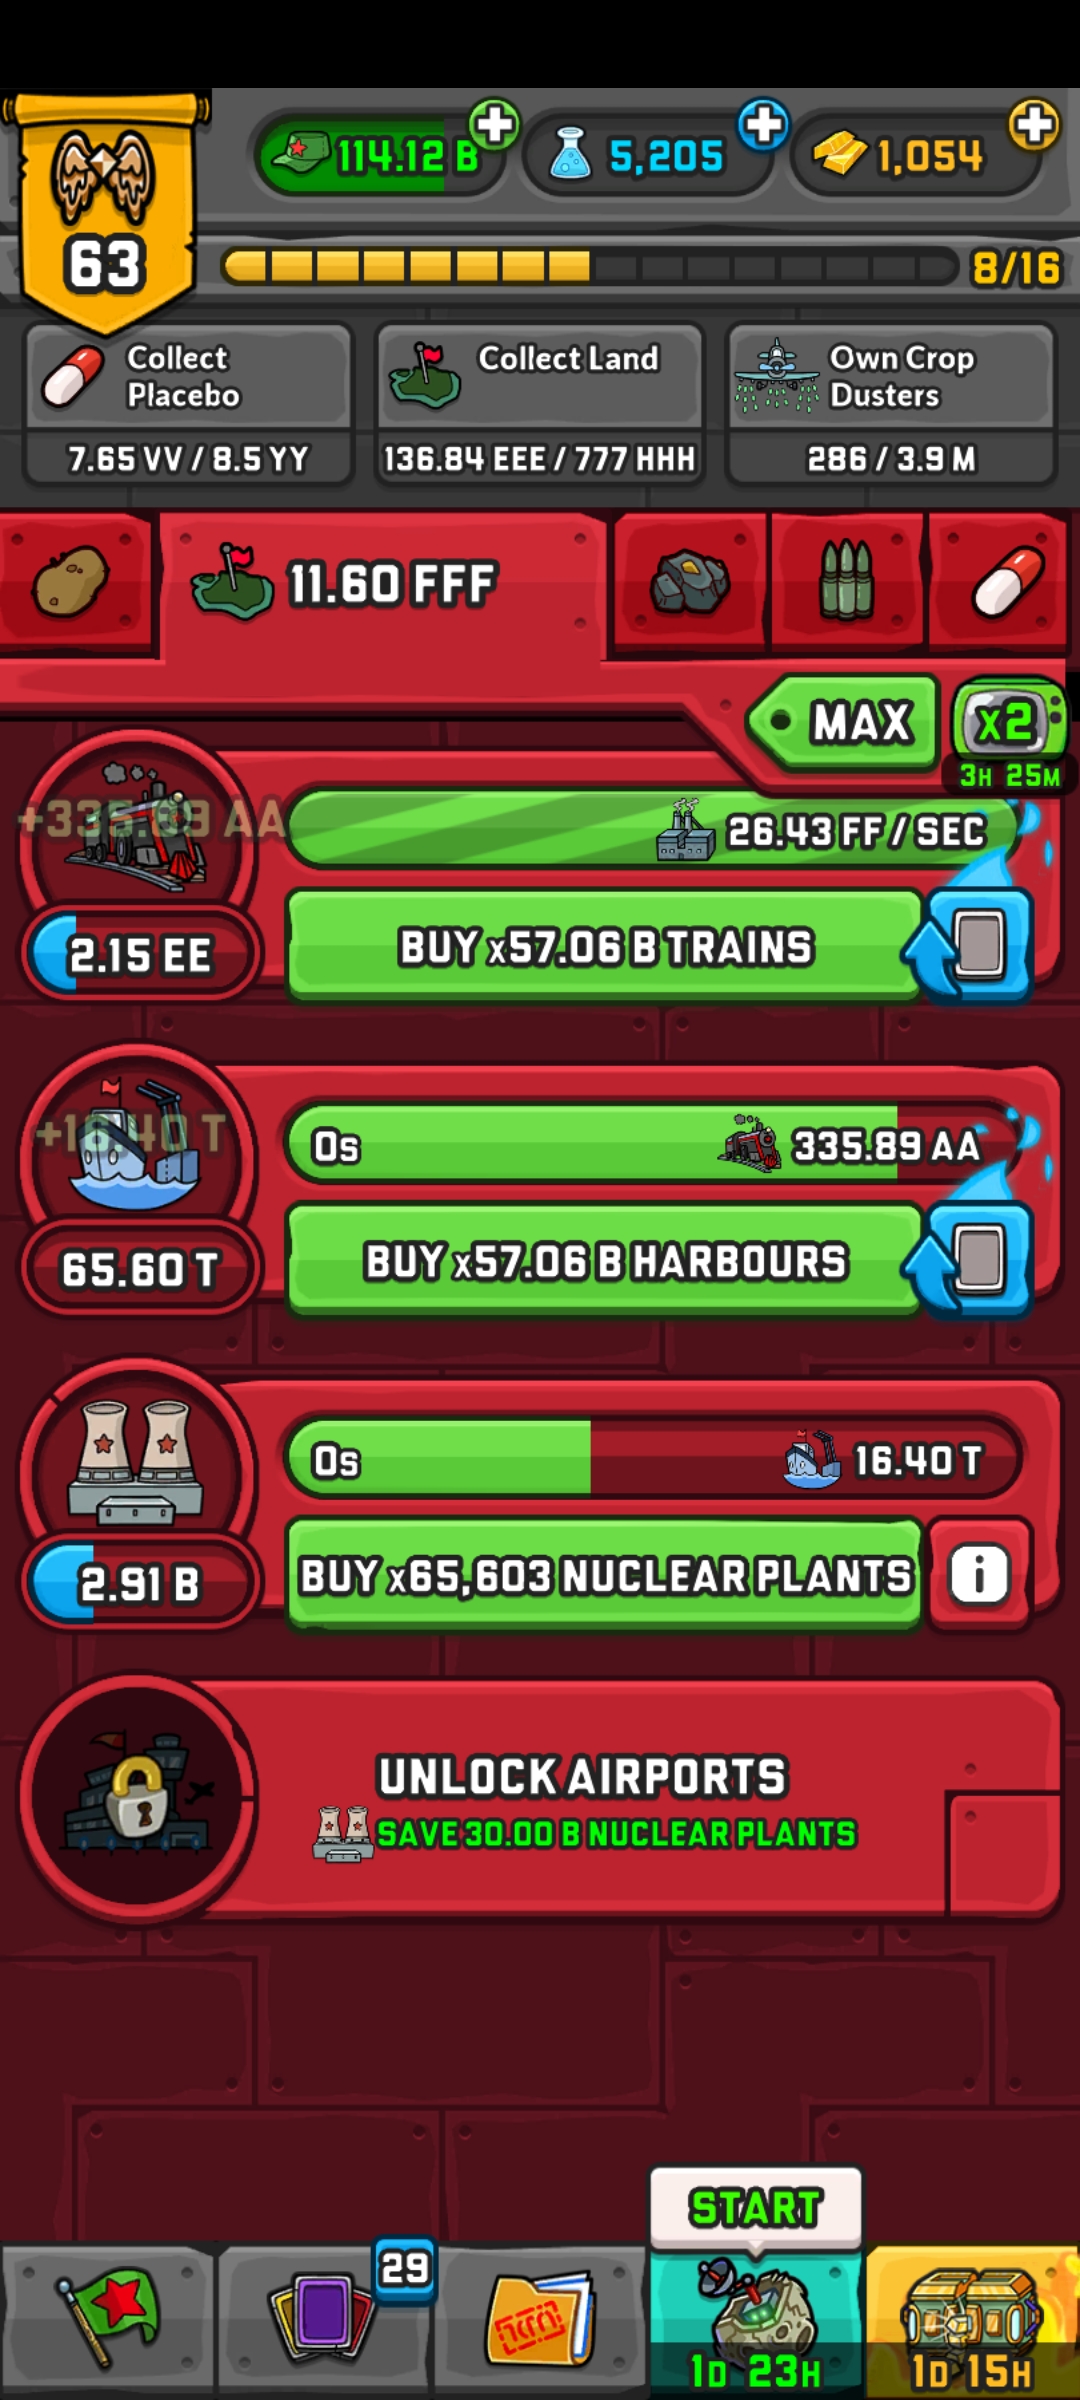 114.12 B
5,205
1,054
63
8/16
Collect
Placebo
7.65 VV / 8.5 YY
Collect Land
136.84 EEE / 777 HHH
Own Crop
Dusters
286 / 3.9 M
11.60 FFF
MAX
x2
3H 25M
+335.89 AA
26.43 FF / SEC
2.15 EE
BUY x57.06 B TRAINS
+16.40 T
0s
335.89 AA
65.60 T
BUY x57.06 B HARBOURS
0s
16.40 T
2.91 B
BUY x65,603 NUCLEAR PLANTS
i
UNLOCK AIRPORTS
SAVE 30.00 B NUCLEAR PLANTS
START
29
1D 23H
1D 15H